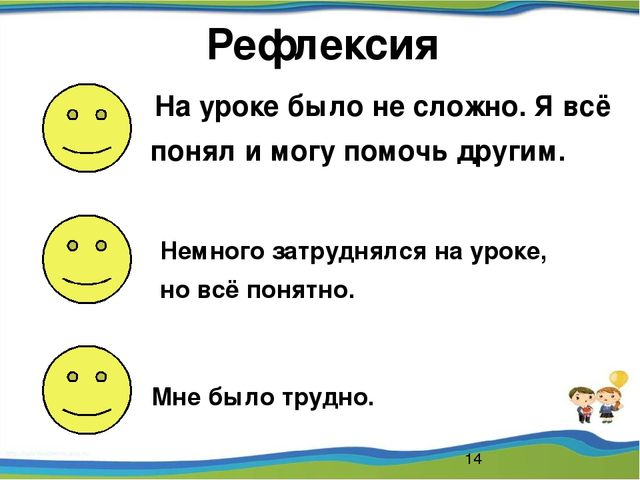 Рефлексия
На уроке было не сложно. Я всё
понял и могу помочь другим.
Немного затруднялся на уроке,
но всё понятно.
Мне было трудно.
14